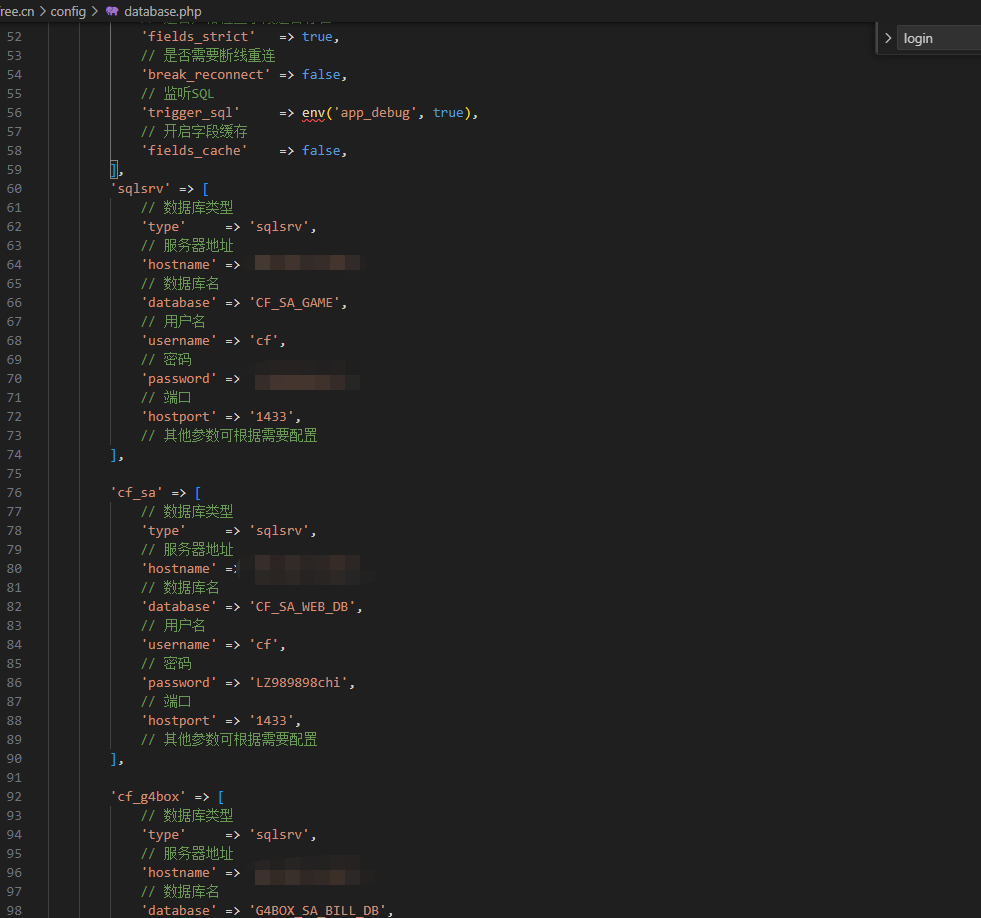 ree.cn > config > database.php
login
52 'fields_strict' => true,
53 // 是否需要断线重连
54 'break_reconnect' => false,
55 // 监听SQL
56 'trigger_sql' => env('app_debug', true),
57 // 开启字段缓存
58 'fields_cache' => false,
59 ],
60 'sqlsrv' => [
61 // 数据库类型
62 'type' => 'sqlsrv',
63 // 服务器地址
64 'hostname' =>
65 // 数据库名
66 'database' => 'CF_SA_GAME',
67 // 用户名
68 'username' => 'cf',
69 // 密码
70 'password' =>
71 // 端口
72 'hostport' => '1433',
73 // 其他参数可根据需要配置
74 ],
75
76 'cf_sa' => [
77 // 数据库类型
78 'type' => 'sqlsrv',
79 // 服务器地址
80 'hostname' =>
81 // 数据库名
82 'database' => 'CF_SA_WEB_DB',
83 // 用户名
84 'username' => 'cf',
85 // 密码
86 'password' => 'LZ989898chi',
87 // 端口
88 'hostport' => '1433',
89 // 其他参数可根据需要配置
90 ],
91
92 'cf_g4box' => [
93 // 数据库类型
94 'type' => 'sqlsrv',
95 // 服务器地址
96 'hostname' =>
97 // 数据库名
98 'database' => 'G4BOX_SA_BILL_DB',